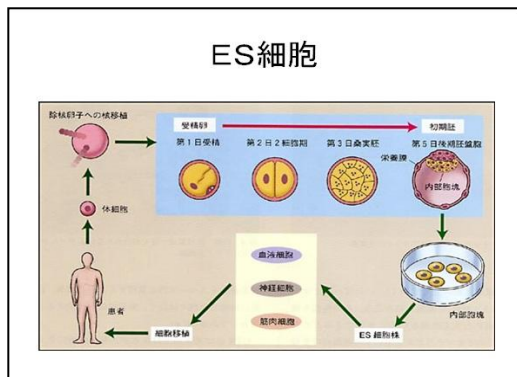 ES細胞
除核卵子への核移植
受精卵
初期胚
第1日受精
第2日2細胞期
第3日桑実胚
第5日後期胚盤胞
栄養膜
内部胞塊
体細胞
患者
血液細胞
神経細胞
筋肉細胞
細胞移植
ES細胞株
内部胞塊